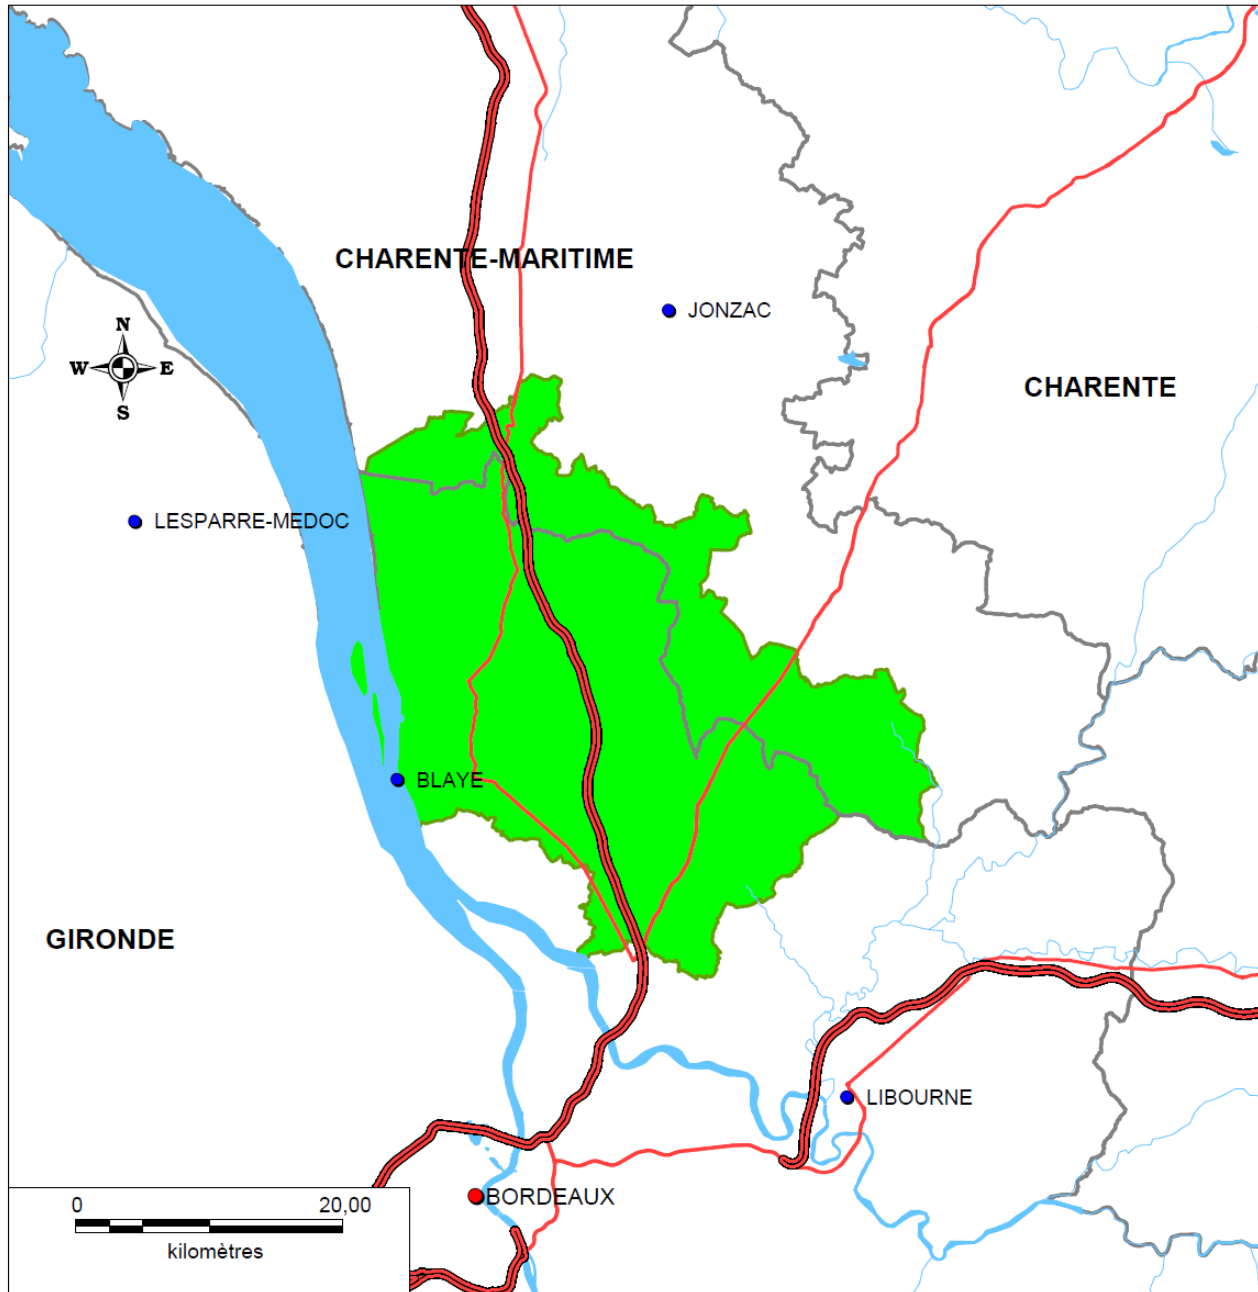 CHARENTE-MARITIME
JONZAC
N
W E
S
CHARENTE
LESPARRE-MEDOC
BLAYE
GIRONDE
LIBOURNE
BORDEAUX
0 20,00
kilomètres